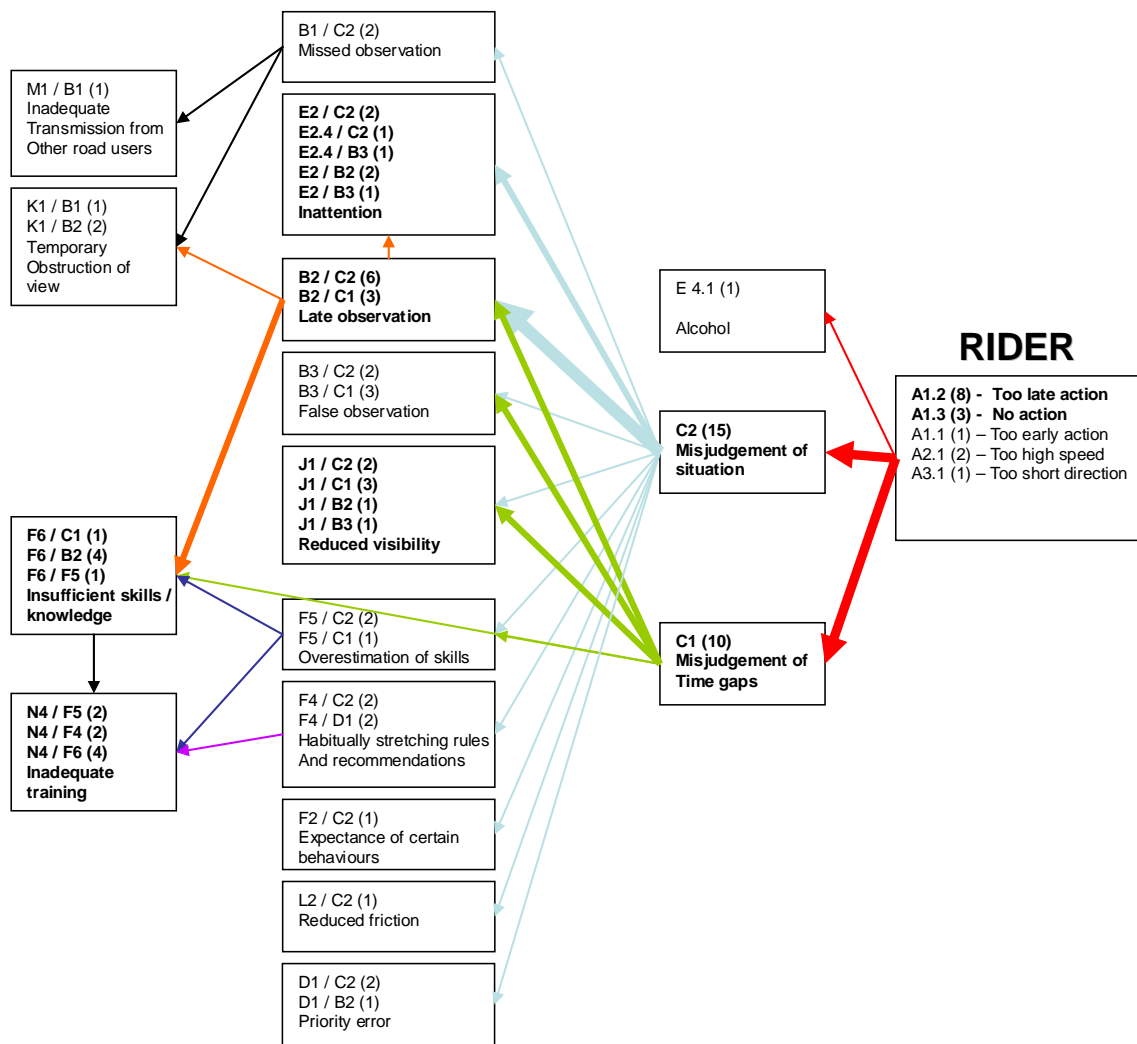 B1 / C2 (2)
Missed observation
M1 / B1 (1)
Inadequate
Transmission from
Other road users
E2 / C2 (2)
E2.4 / C2 (1)
E2.4 / B3 (1)
E2 / B2 (2)
E2 / B3 (1)
Inattention
K1 / B1 (1)
K1 / B2 (2)
Temporary
Obstruction of
view
B2 / C2 (6)
B2 / C1 (3)
Late observation
E 4.1 (1)
Alcohol
RIDER
A1.2 (8) - Too late action
A1.3 (3) - No action
A1.1 (1) – Too early action
A2.1 (2) – Too high speed
A3.1 (1) – Too short direction
B3 / C2 (2)
B3 / C1 (3)
False observation
C2 (15)
Misjudgement of
situation
J1 / C2 (2)
J1 / C1 (3)
J1 / B2 (1)
J1 / B3 (1)
Reduced visibility
F6 / C1 (1)
F6 / B2 (4)
F6 / F5 (1)
Insufficient skills /
knowledge
F5 / C2 (2)
F5 / C1 (1)
Overestimation of skills
C1 (10)
Misjudgement of
Time gaps
N4 / F5 (2)
N4 / F4 (2)
N4 / F6 (4)
Inadequate
training
F4 / C2 (2)
F4 / D1 (2)
Habitually stretching rules
And recommendations
F2 / C2 (1)
Expectance of certain
behaviours
L2 / C2 (1)
Reduced friction
D1 / C2 (2)
D1 / B2 (1)
Priority error